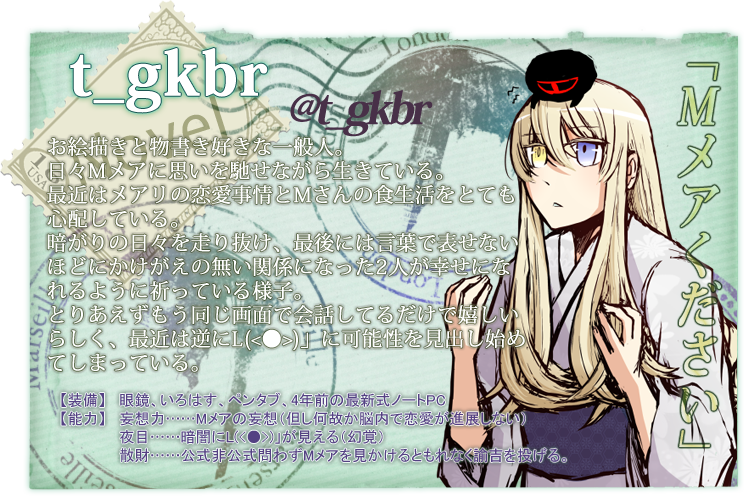 t_gkbr
@t_gkbr
お絵描きと物書き好きな一般人。
日々Mメアに思いを馳せながら生きている。
最近はメアリの恋愛事情とMさんの食生活をとても
心配している。
暗がりの日々を走り抜け、最後には言葉で表せない
ほどにかけがえの無い関係になった2人が幸せにな
れるように祈っている様子。
とりあえずもう同じ画面で会話してるだけで嬉しい
らしく、最近は逆にL(<●>)」に可能性を見出し始め
てしまっている。
【装備】 眼鏡、いろはす、ペンタブ、4年前の最新式ノートPC
【能力】 妄想力……Mメアの妄想(但し何故か脳内で恋愛が進展しない)
夜目……暗闇にL(<●>)」が見える(幻覚)
散財……公式非公式問わずMメアを見かけるともれなく諭吉を投げる。
「Mメアください」
Londe
Marseille